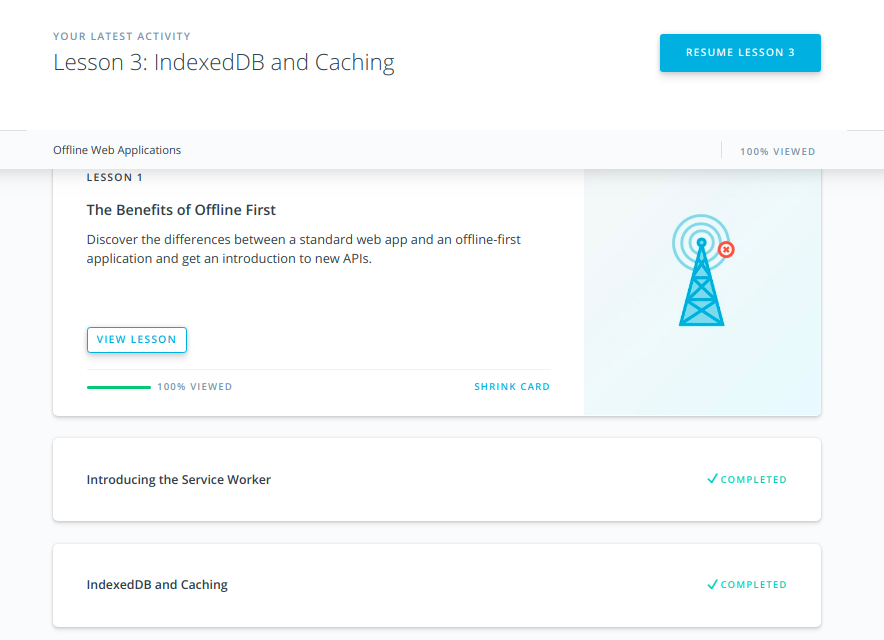 YOUR LATEST ACTIVITY
Lesson 3: IndexedDB and Caching
RESUME LESSON 3
Offline Web Applications
100% VIEWED
LESSON 1
The Benefits of Offline First
Discover the differences between a standard web app and an offline-first
application and get an introduction to new APIs.
VIEW LESSON
100% VIEWED
SHRINK CARD
Introducing the Service Worker
COMPLETED
IndexedDB and Caching
COMPLETED